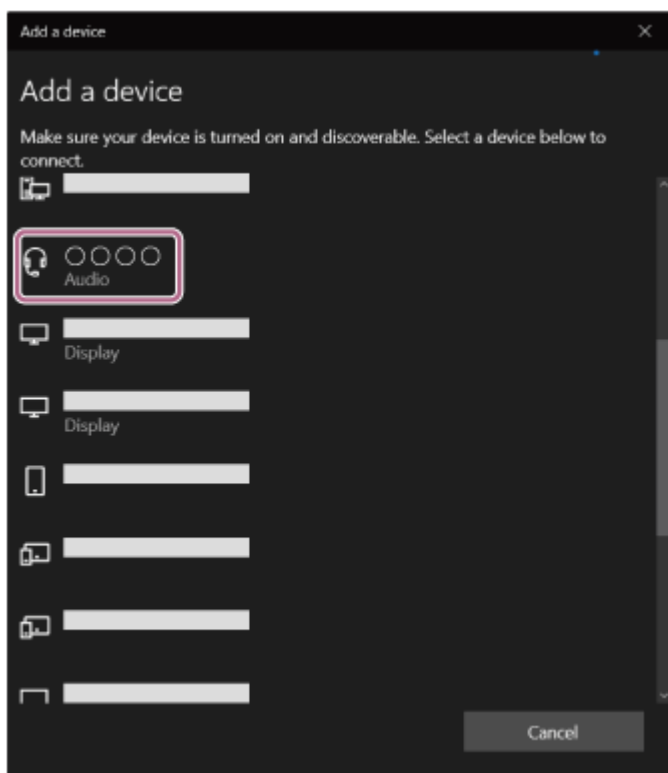 Add a device
Add a device
Make sure your device is turned on and discoverable. Select a device below to
connect.
○○○○
Audio
Display
Display
Cancel